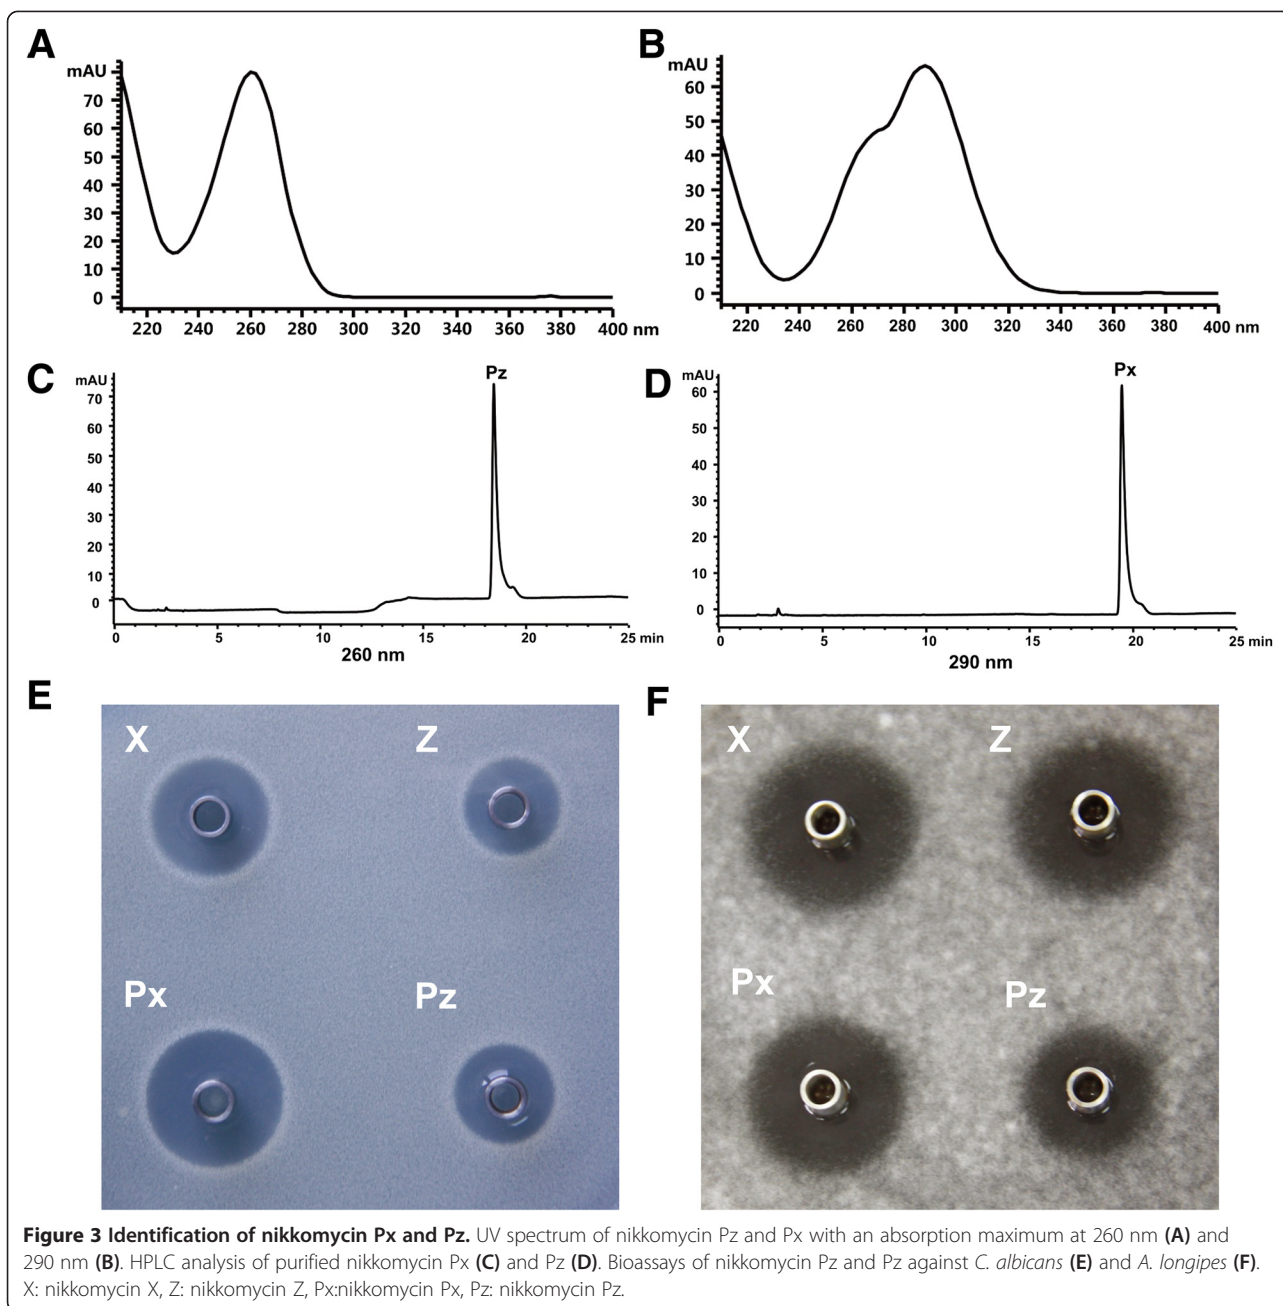 A
mAU
70
60
50
40
30
20
10
0
220 240 260 280 300 320 340 360 380 400 nm
B
mAU
60
50
40
30
20
10
0
220 240 260 280 300 320 340 360 380 400 nm
C
mAU
70
60
50
40
30
20
10
0
Pz
0 5 10 15 20 25 min
260 nm
D
mAU
60
50
40
30
20
10
0
Px
0 5 10 15 20 25 min
290 nm
E
X Z
Px Pz
F
X Z
Px Pz
Figure 3 Identification of nikkomycin Px and Pz. UV spectrum of nikkomycin Pz and Px with an absorption maximum at 260 nm (A) and
290 nm (B). HPLC analysis of purified nikkomycin Px (C) and Pz (D). Bioassays of nikkomycin Pz and Pz against C. albicans (E) and A. longipes (F).
X: nikkomycin X, Z: nikkomycin Z, Px:nikkomycin Px, Pz: nikkomycin Pz.